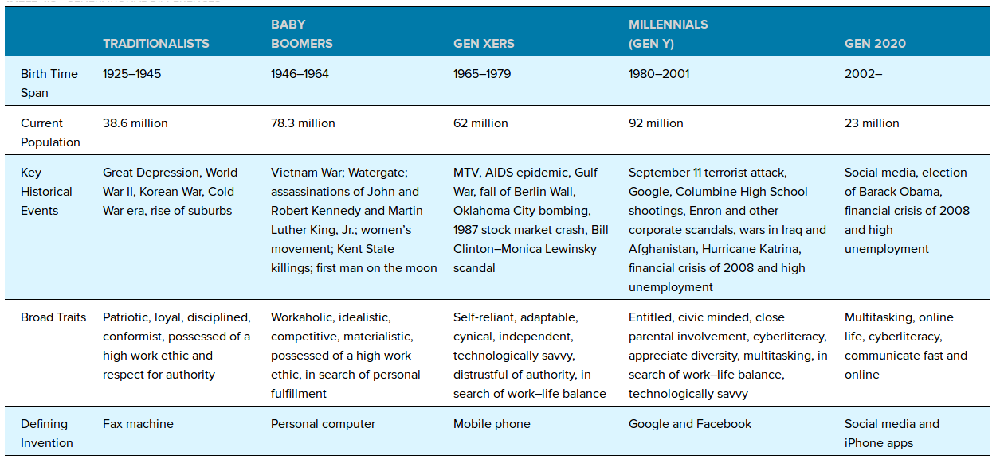 BABY
MILLENNIALS
TRADITIONALISTS
BOOMERS
GEN XERS
(GEN Y)
GEN 2020
Birth Time
Span
1925–1945
1946–1964
1965–1979
1980–2001
2002–
Current
Population
38.6 million
78.3 million
62 million
92 million
23 million
Key
Historical
Events
Great Depression, World
War II, Korean War, Cold
War era, rise of suburbs
Vietnam War; Watergate;
assassinations of John and
Robert Kennedy and Martin
Luther King, Jr.; women’s
movement; Kent State
killings; first man on the moon
MTV, AIDS epidemic, Gulf
War, fall of Berlin Wall,
Oklahoma City bombing,
1987 stock market crash, Bill
Clinton–Monica Lewinsky
scandal
September 11 terrorist attack,
Google, Columbine High School
shootings, Enron and other
corporate scandals, wars in Iraq and
Afghanistan, Hurricane Katrina,
financial crisis of 2008 and high
unemployment
Social media, election
of Barack Obama,
financial crisis of 2008
and high
unemployment
Broad Traits
Patriotic, loyal, disciplined,
conformist, possessed of a
high work ethic and
respect for authority
Workaholic, idealistic,
competitive, materialistic,
possessed of a high work
ethic, in search of personal
fulfillment
Self-reliant, adaptable,
cynical, independent,
technologically savvy,
distrustful of authority, in
search of work–life balance
Entitled, civic minded, close
parental involvement, cyberliteracy,
appreciate diversity, multitasking, in
search of work–life balance,
technologically savvy
Multitasking, online
life, cyberliteracy,
communicate fast and
online
Defining
Invention
Fax machine
Personal computer
Mobile phone
Google and Facebook
Social media and
iPhone apps